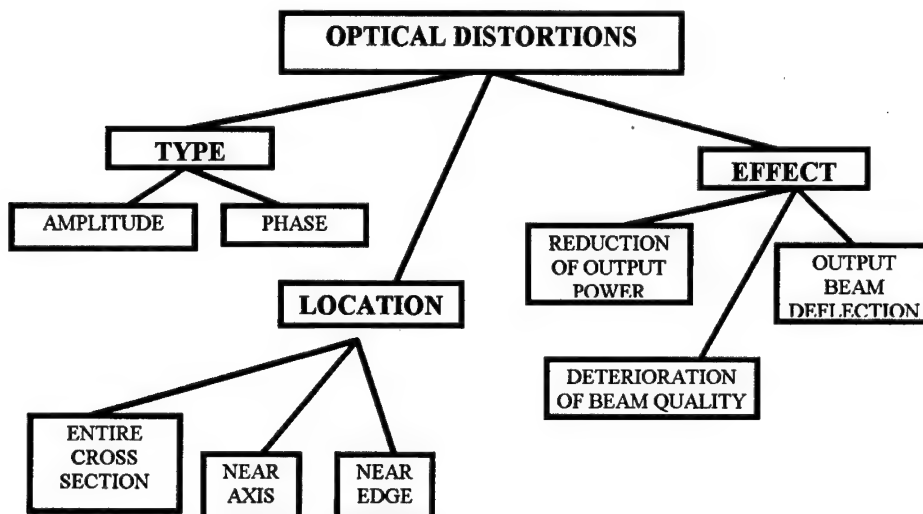 OPTICAL DISTORTIONS
TYPE
EFFECT
AMPLITUDE
PHASE
REDUCTION
OF OUTPUT
POWER
OUTPUT
BEAM
DEFLECTION
LOCATION
DETERIORATION
OF BEAM QUALITY
ENTIRE
CROSS
SECTION
NEAR
AXIS
NEAR
EDGE